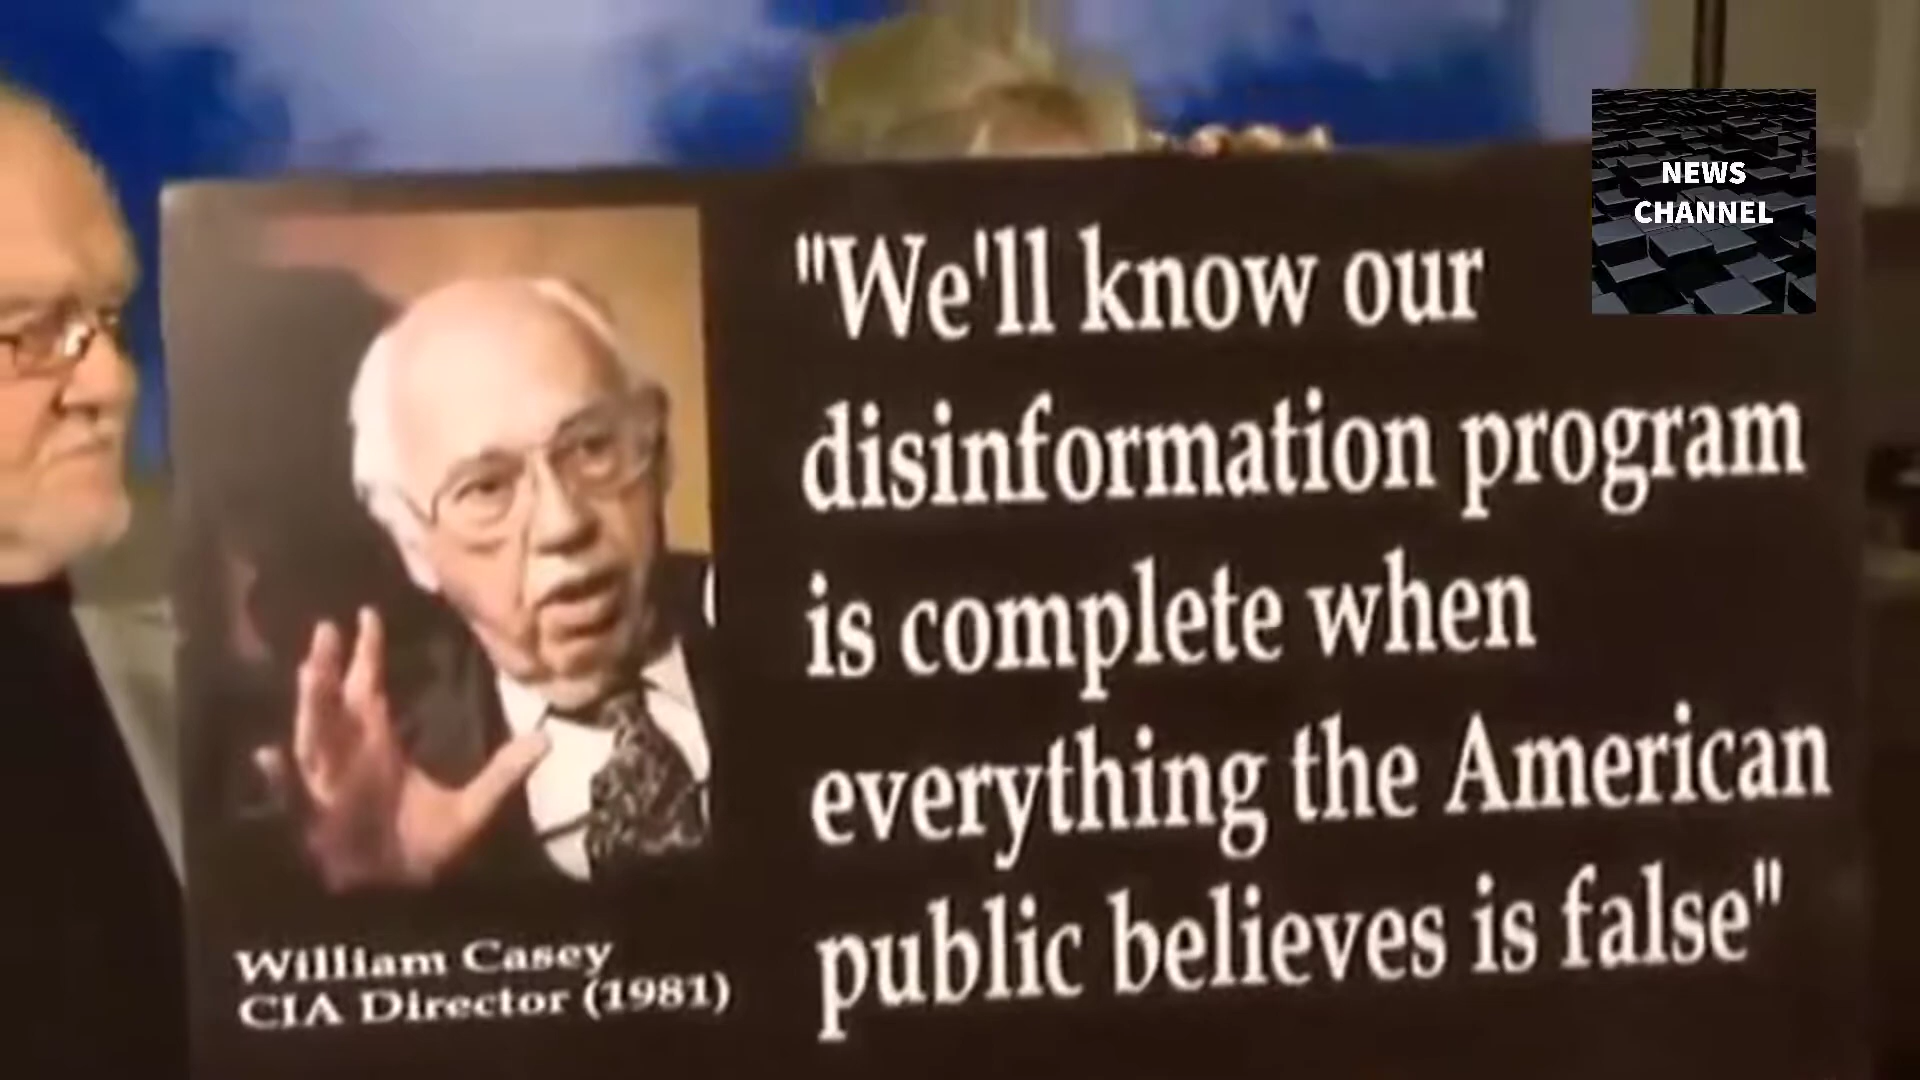 NEWS
CHANNEL
"We'll know our
disinformation program
is complete when
everything the American
public believes is false"
William Casey
CIA Director (1981)